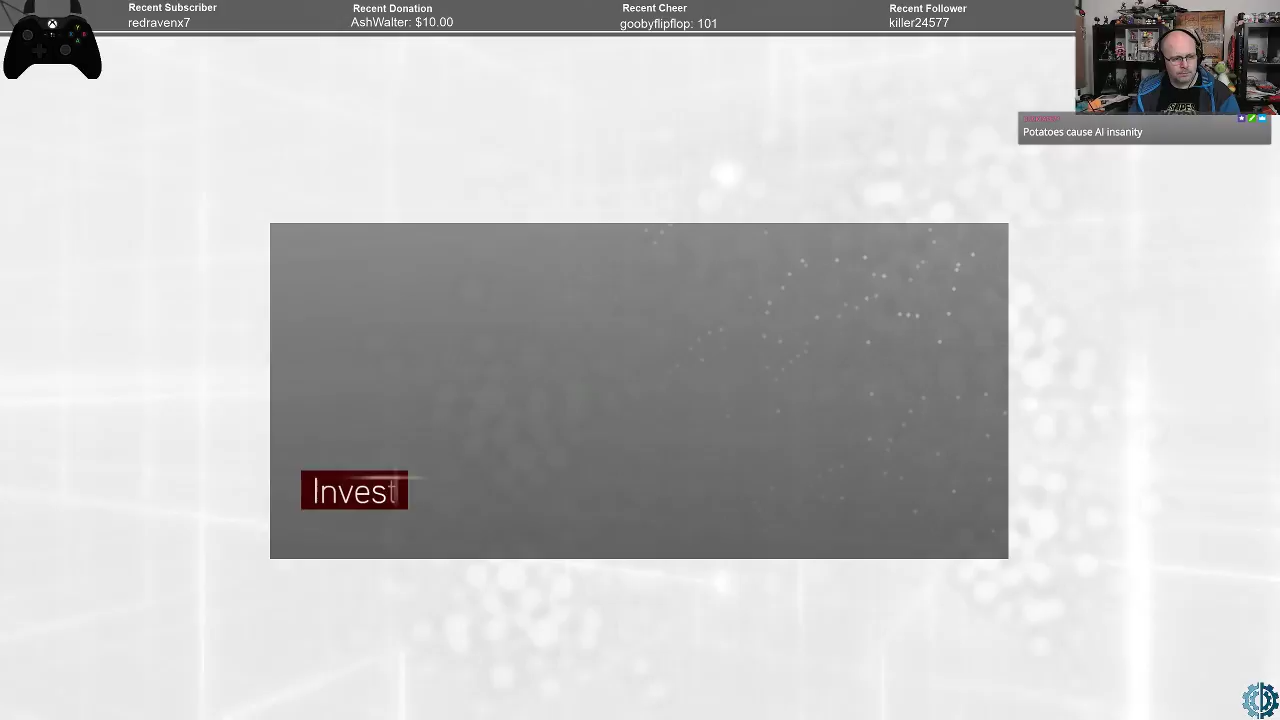 Recent Subscriber
redravenx7
Recent Donation
AshWalter: $10.00
Recent Cheer
goobyflipflop: 101
Recent Follower
killer24577
Potatoes cause AI insanity
Invest